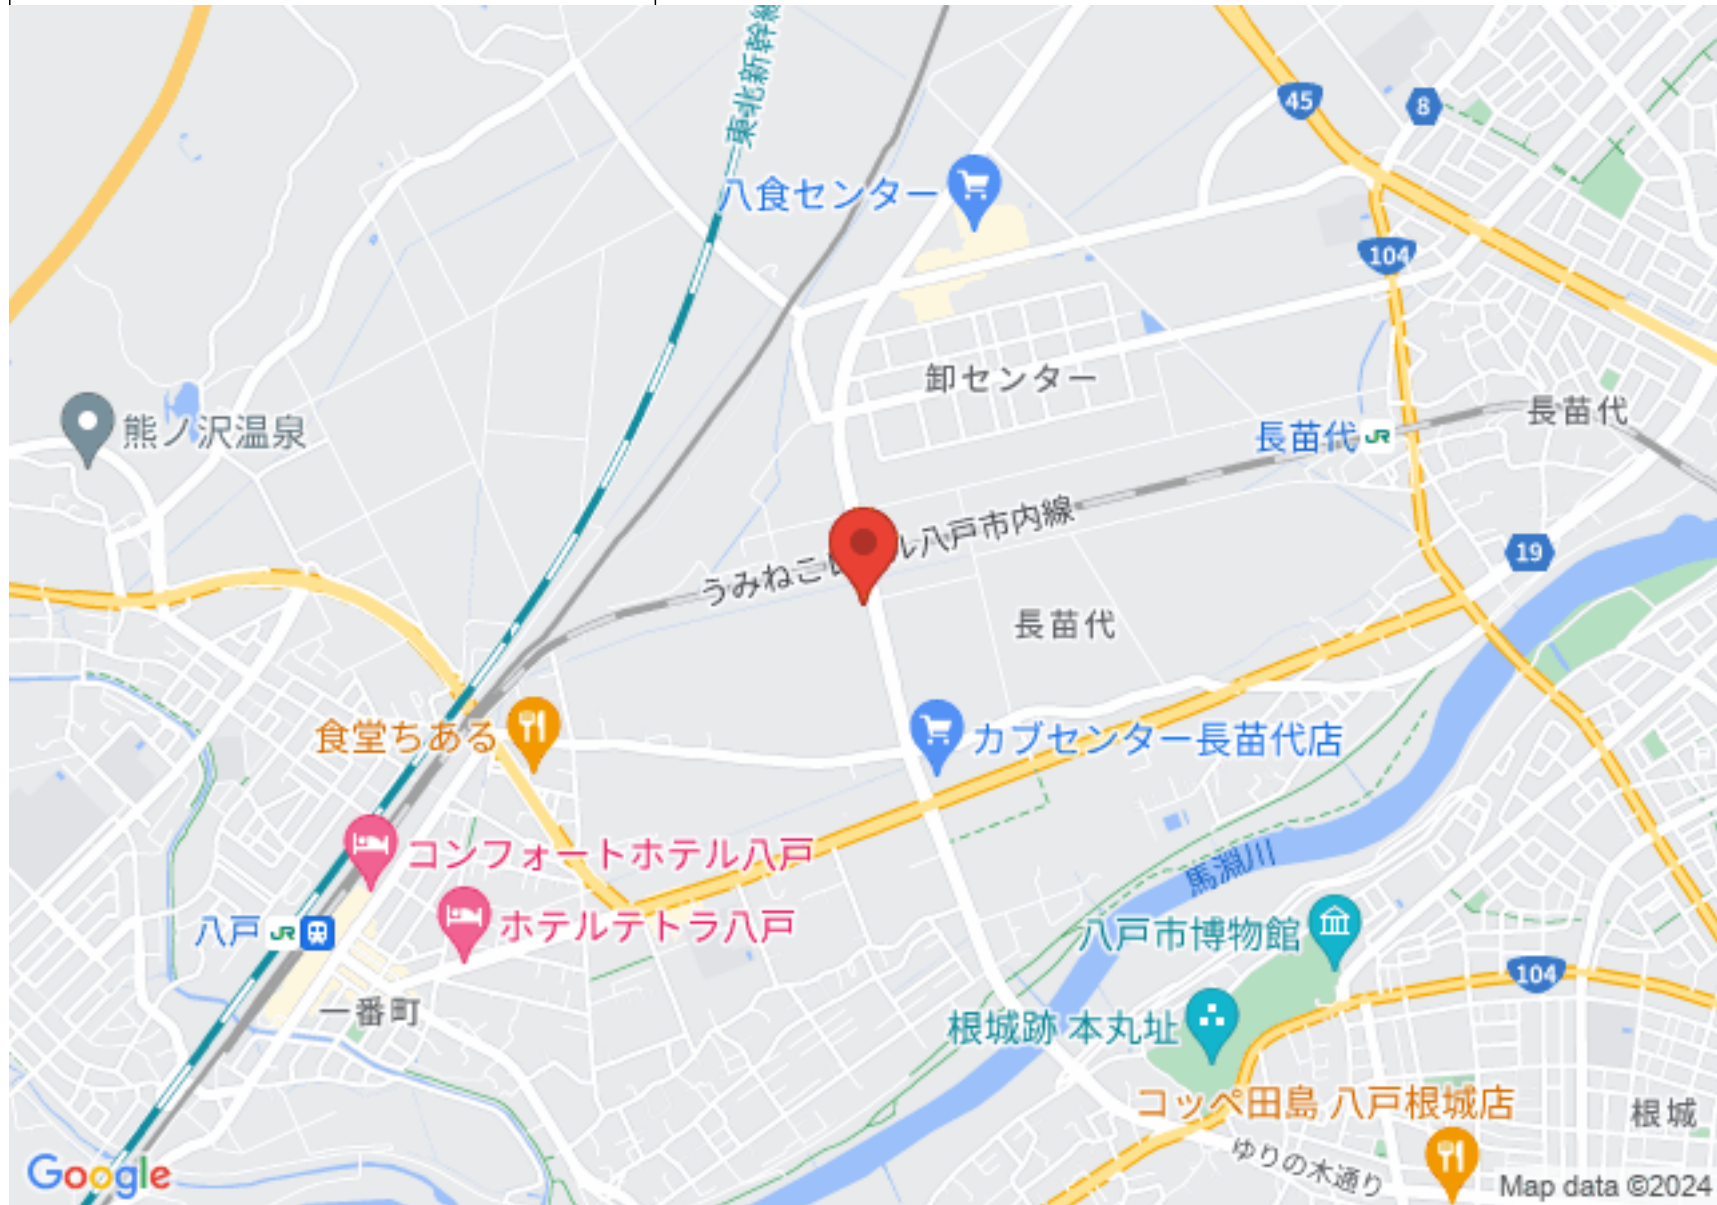 東北新幹線
45
8
八食センター
104
卸センター
熊ノ沢温泉
長苗代
長苗代
うみねこレール八戸市内線
19
長苗代
食堂ちある
カブセンター長苗代店
コンフォートホテル八戸
馬淵川
ホテルテトラ八戸
八戸 JR
八戸市博物館
104
一番町
根城跡 本丸址
コッペ田島 八戸根城店
根城
ゆりの木通り
Google
Map data ©2024